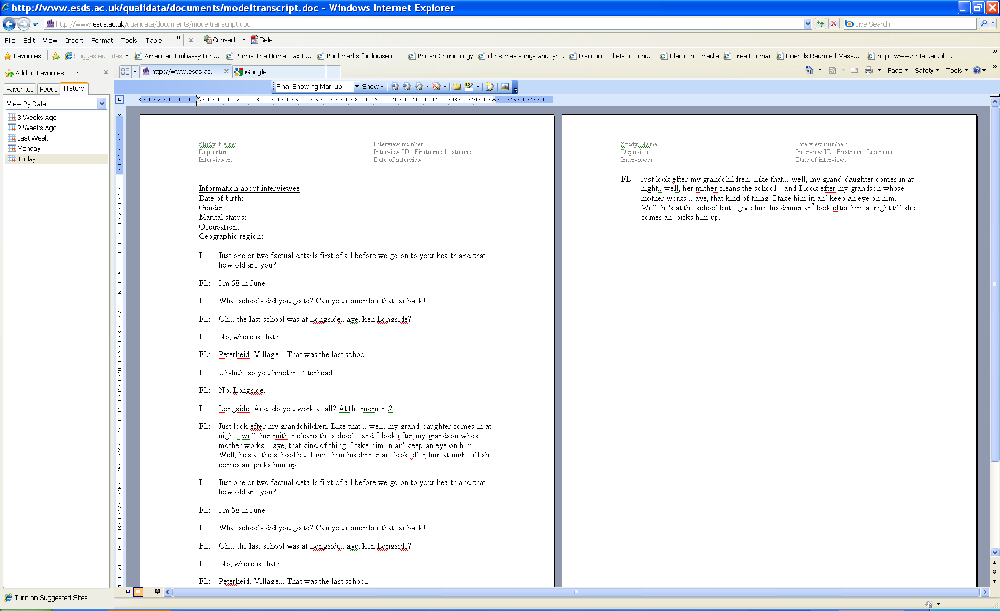 http://www.esds.ac.uk/qualidata/documents/modeltranscript.doc - Windows Internet Explorer
http://www.esds.ac.uk/qualidata/documents/modeltranscript.doc
Live Search
File Edit View Insert Format Tools Table » x Convert Select
Favorites Suggested Sites American Embassy Lon... Bomis The Home-Tax P... Bookmarks for louise c... British Criminology christmas songs and lyr... Discount tickets to Lond... Electronic media Free Hotmail Friends Reunited Mess... http--www.britac.ac.uk... »
Add to Favorites... x
http://www.esds.ac.... x iGoogle
Page Safety Tools »
Favorites Feeds History
View By Date
3 Weeks Ago
2 Weeks Ago
Last Week
Monday
Today
Turn on Suggested Sites...
Final Showing Markup Show
3 2 1 1 2 3 4 5 6 7 8 9 10 11 12 13 14 16 17
Study Name: Interview number:
Depositor: Interview ID: Firstname Lastname
Interviewer: Date of interview:
Information about interviewee
Date of birth:
Gender:
Marital status:
Occupation:
Geographic region:
I: Just one or two factual details first of all before we go on to your health and that....
how old are you?
FL: I'm 58 in June.
I: What schools did you go to? Can you remember that far back!
FL: Oh... the last school was at Longside.. aye, ken Longside?
I: No, where is that?
FL: Peterheid. Village... That was the last school.
I: Uh-huh, so you lived in Peterhead...
FL: No, Longside.
I: Longside. And, do you work at all? At the moment?
FL: Just look efter my grandchildren. Like that... well, my grand-daughter comes in at
night.. well, her mither cleans the school... and I look efter my grandson whose
mother works... aye, that kind of thing. I take him in an' keep an eye on him.
Well, he's at the school but I give him his dinner an' look efter him at night till she
comes an' picks him up.
I: Just one or two factual details first of all before we go on to your health and that....
how old are you?
FL: I'm 58 in June.
I: What schools did you go to? Can you remember that far back!
FL: Oh... the last school was at Longside.. aye, ken Longside?
I: No, where is that?
FL: Peterheid. Village... That was the last school.
Study Name: Interview number:
Depositor: Interview ID: Firstname Lastname
Interviewer: Date of interview:
FL: Just look efter my grandchildren. Like that... well, my grand-daughter comes in at
night.. well, her mither cleans the school... and I look efter my grandson whose
mother works... aye, that kind of thing. I take him in an' keep an eye on him.
Well, he's at the school but I give him his dinner an' look efter him at night till she
comes an' picks him up.